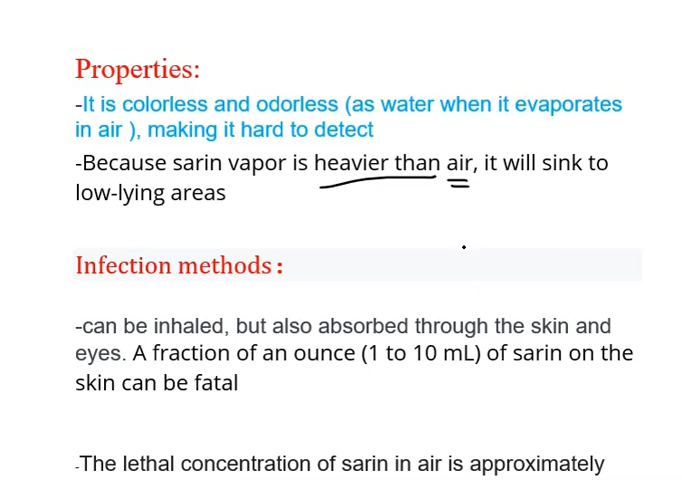 Properties:
-It is colorless and odorless (as water when it evaporates
in air ), making it hard to detect
-Because sarin vapor is heavier than air, it will sink to
low-lying areas
Infection methods:
-can be inhaled, but also absorbed through the skin and
eyes. A fraction of an ounce (1 to 10 mL) of sarin on the
skin can be fatal
-The lethal concentration of sarin in air is approximately